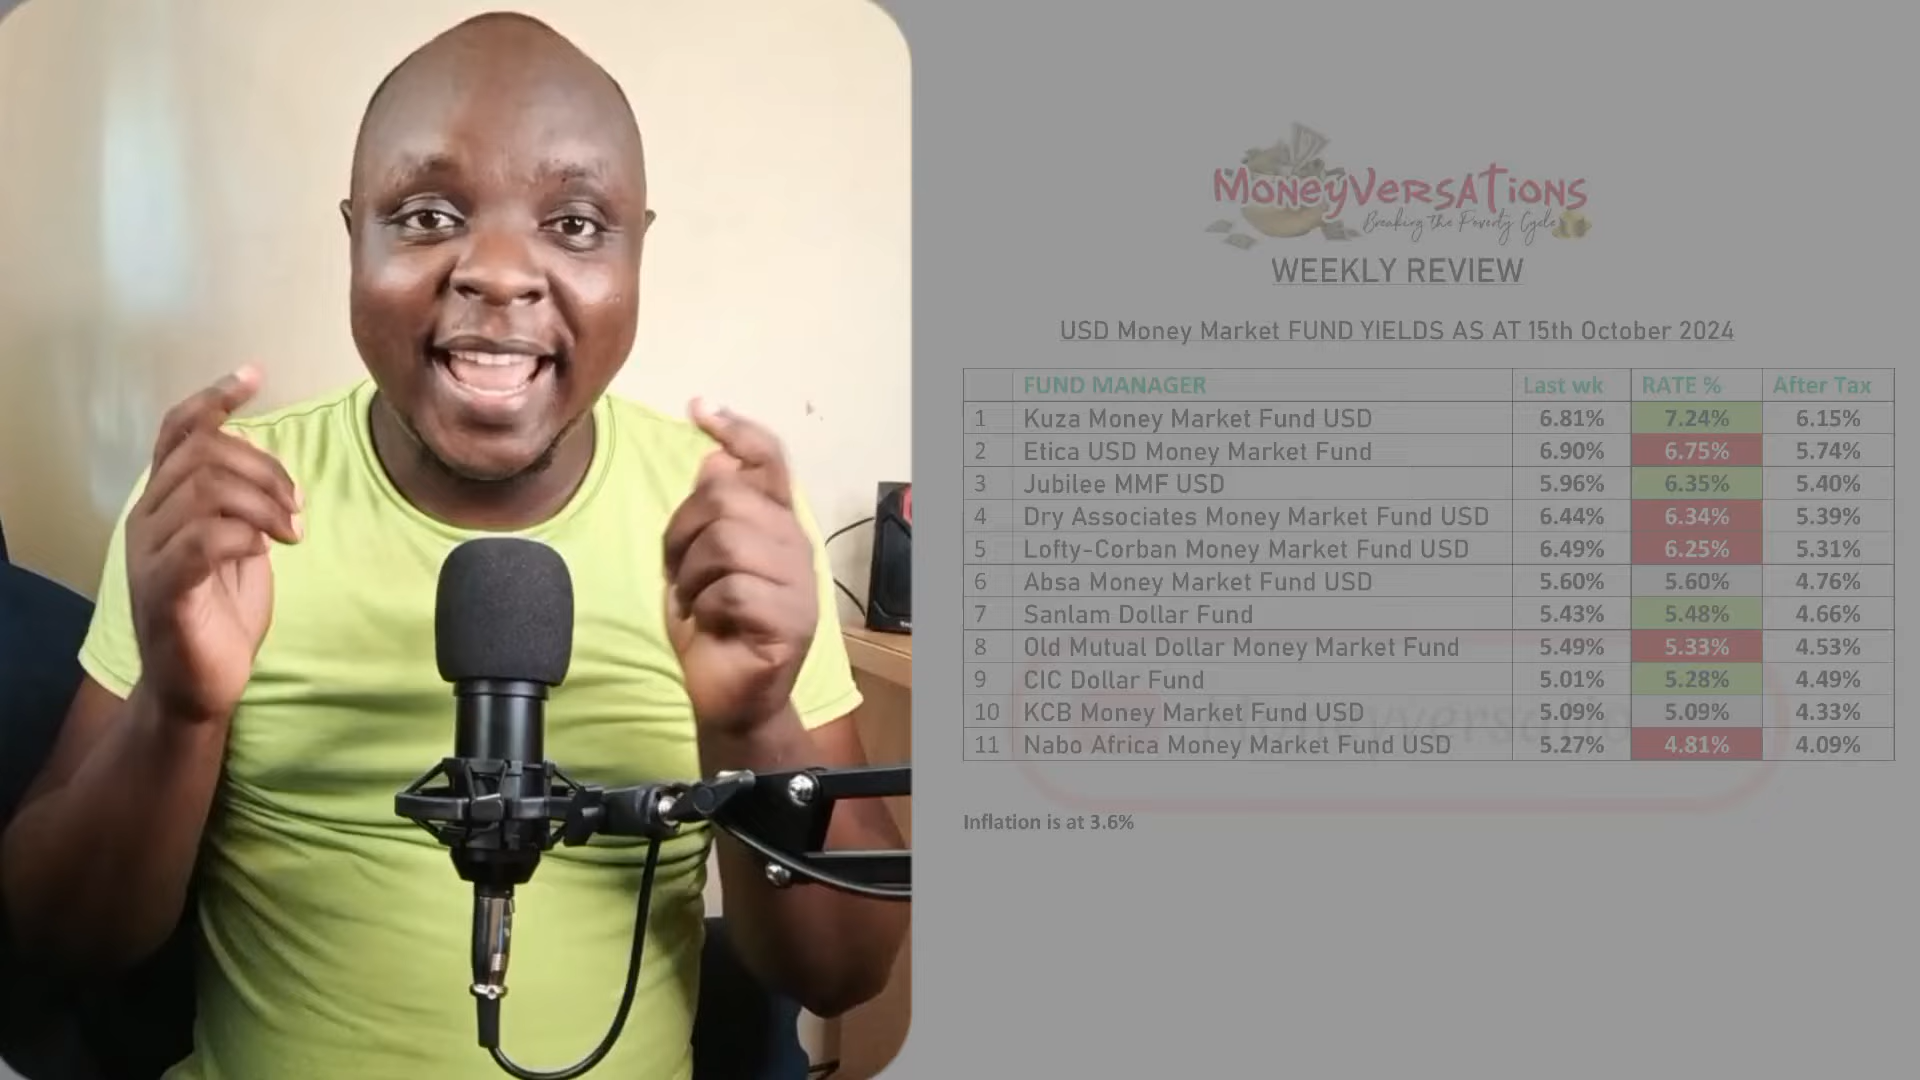 MoneyVersations
Breaking the Poverty Cycle
WEEKLY REVIEW
USD Money Market FUND YIELDS AS AT 15th October 2024
FUND MANAGER Last wk RATE % After Tax
1 Kuza Money Market Fund USD 6.81% 7.24% 6.15%
2 Etica USD Money Market Fund 6.90% 6.75% 5.74%
3 Jubilee MMF USD 5.96% 6.35% 5.40%
4 Dry Associates Money Market Fund USD 6.44% 6.34% 5.39%
5 Lofty-Corban Money Market Fund USD 6.49% 6.25% 5.31%
6 Absa Money Market Fund USD 5.60% 5.60% 4.76%
7 Sanlam Dollar Fund 5.43% 5.48% 4.66%
8 Old Mutual Dollar Money Market Fund 5.49% 5.33% 4.53%
9 CIC Dollar Fund 5.01% 5.28% 4.49%
10 KCB Money Market Fund USD 5.09% 5.09% 4.33%
11 Nabo Africa Money Market Fund USD 5.27% 4.81% 4.09%
Inflation is at 3.6%